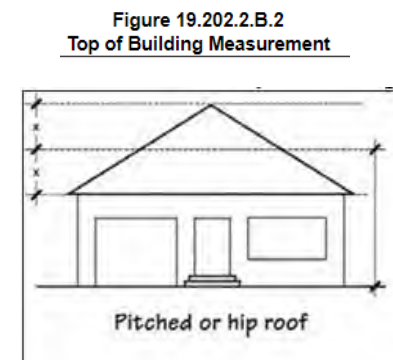 Figure 19.202.2.B.2
Top of Building Measurement
x
x
Pitched or hip roof